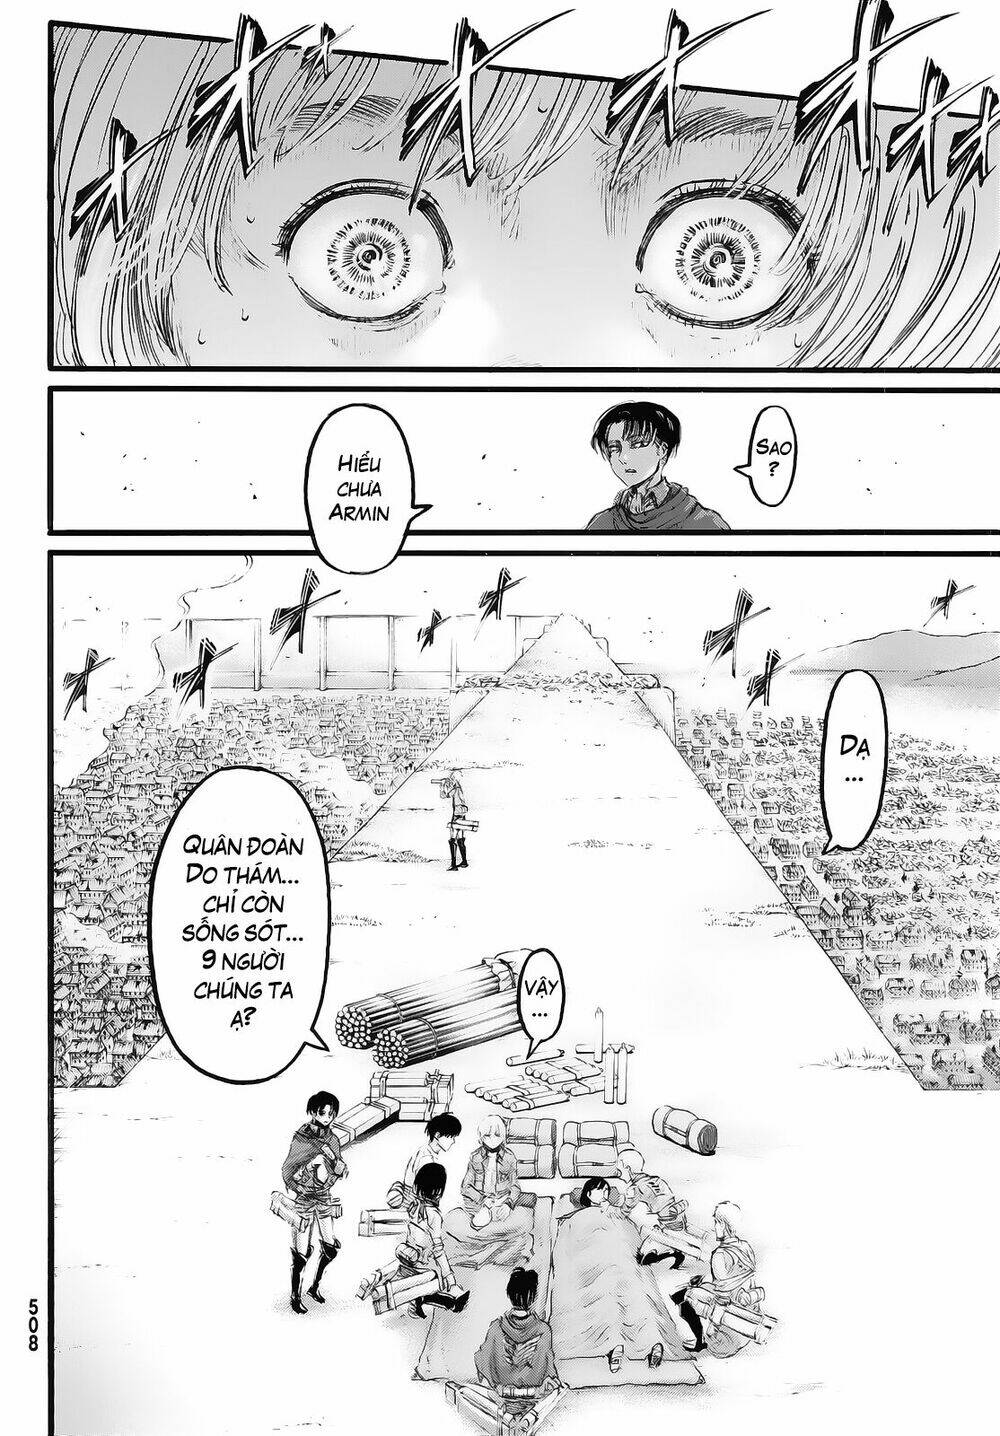 SAO
?
HIỂU
CHƯA
ARMIN
DẠ
...
QUÂN ĐOÀN
DO THÁM...
CHỈ CÒN
SỐNG SÓT...
9 NGƯỜI
CHÚNG TA
Ạ?
VẬY
...
508